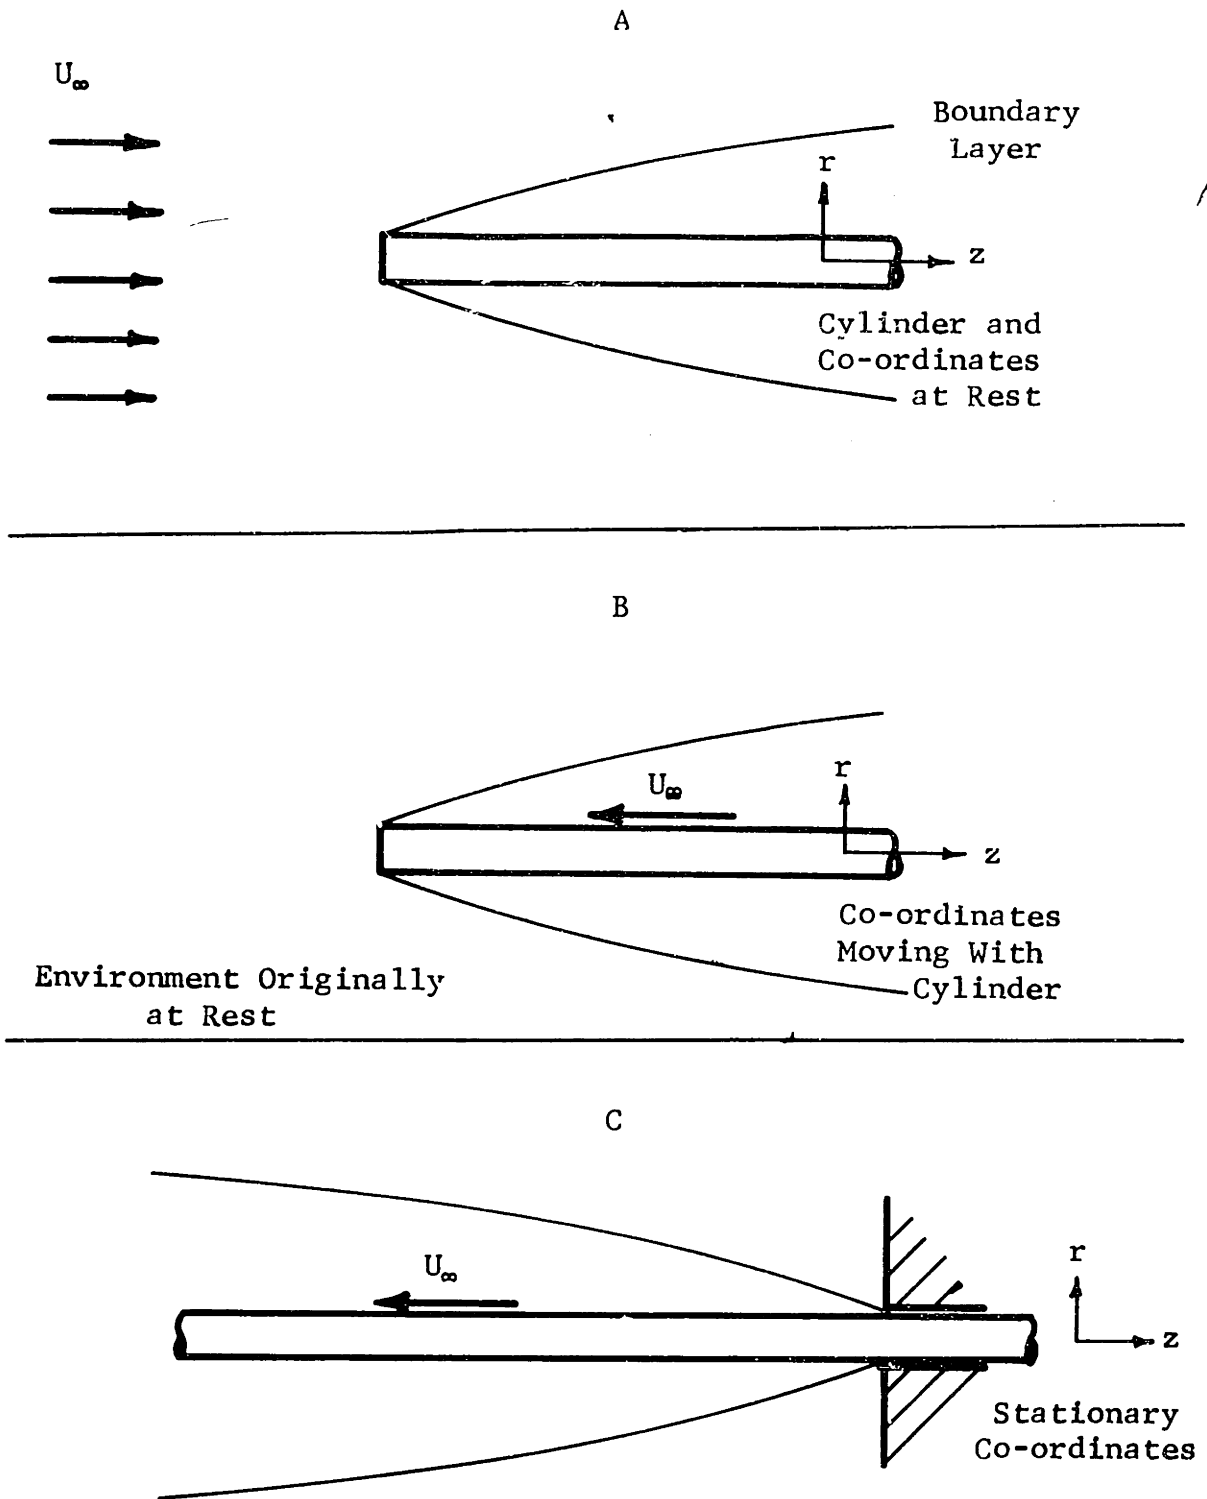 A
U∞
Boundary
Layer
r
z
Cylinder and
Co-ordinates
at Rest
B
U∞
r
z
Co-ordinates
Moving With
Cylinder
Environment Originally
at Rest
C
U∞
r
z
Stationary
Co-ordinates